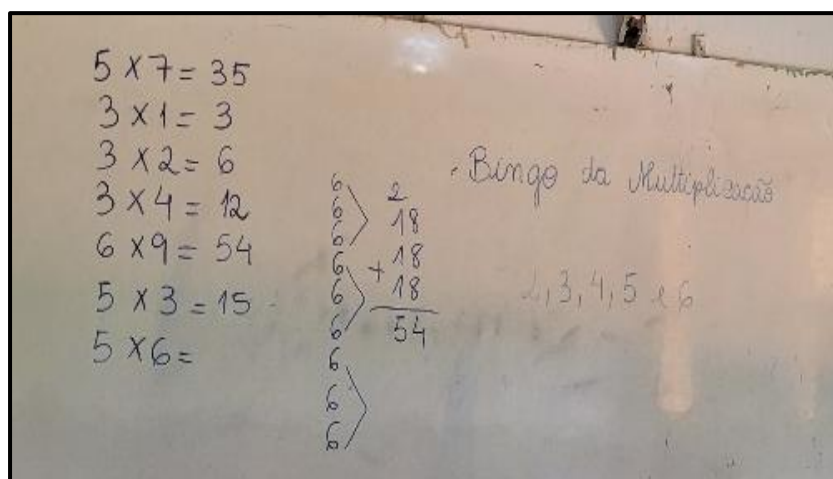 5 X 7 = 35
3 X 1 = 3
3 X 2 = 6
3 X 4 = 12
6 X 9 = 54
5 X 3 = 15
5 X 6 =
6
6
6
6
6
6
6
6
6
2
18
18
+ 18
54
- Bingo da Multiplicação
2, 3, 4, 5 e 6